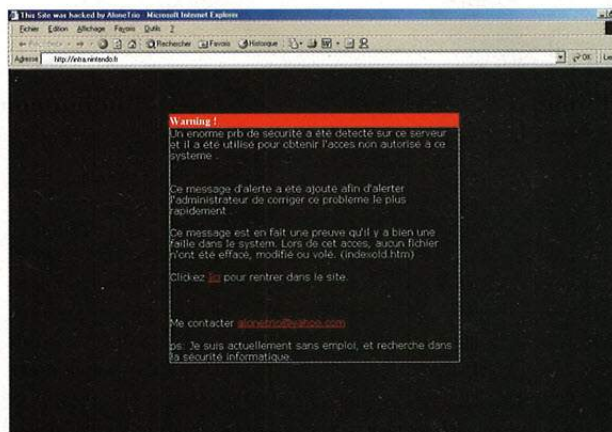 This Site was hacked by AloneTrio - Microsoft Internet Explorer
Fichier Edition Affichage Favoris Outils ?
Rechercher Favoris Historique
Adresse http://intra.nintendo.fr OK
Warning !
Un enorme prb de securité a été detecté sur ce serveur
et il a été utilisé pour obtenir l'acces non autorisé a ce
systeme .
Ce message d'alerte a été ajouté afin d'alerter
l'administrateur de corriger ce probleme le plus
rapidement .
Ce message est en fait une preuve qu'il y a bien une
faille dans le system. Lors de cet acces, aucun fichier
n'ont été effacé, modifié ou volé. (indexold.htm)
Clickez Ici pour rentrer dans le site.
Me contacter alonetrio@yahoo.com
ps: Je suis actuellement sans emploi, et recherche dans
la sécurité informatique.